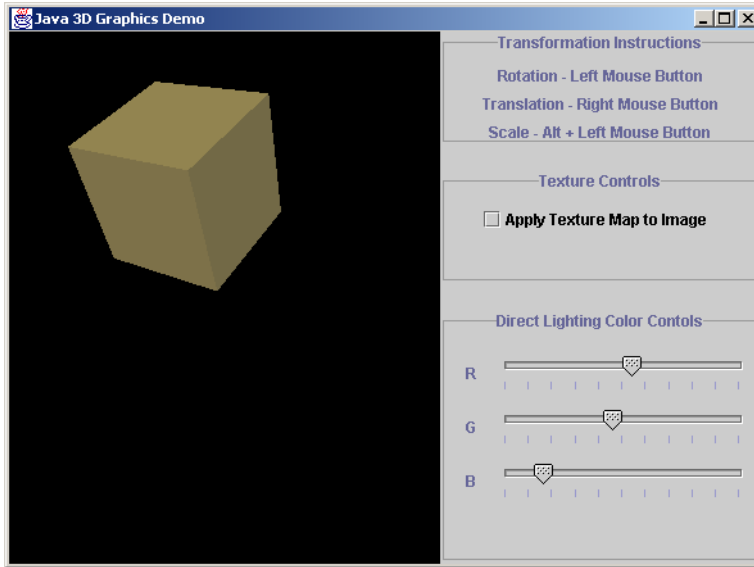 Java 3D Graphics Demo
Transformation Instructions
Rotation - Left Mouse Button
Translation - Right Mouse Button
Scale - Alt + Left Mouse Button
Texture Controls
Apply Texture Map to Image
Direct Lighting Color Contols
R
G
B